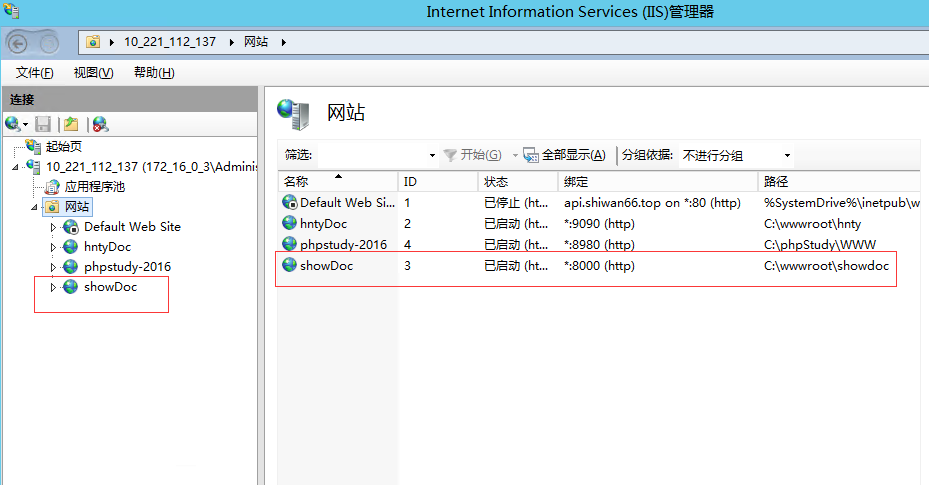 Internet Information Services (IIS)管理器
10_221_112_137 网站
文件(F) 视图(V) 帮助(H)
连接
起始页
10_221_112_137 (172_16_0_3\Adminis
应用程序池
网站
Default Web Site
hntyDoc
phpstudy-2016
showDoc
网站
筛选: 开始(G) 全部显示(A) 分组依据: 不进行分组
名称 ID 状态 绑定 路径
Default Web Si... 1 已停止 (ht... api.shiwan66.top on *:80 (http) %SystemDrive%\inetpub\w
hntyDoc 2 已启动 (ht... *:9090 (http) C:\wwwroot\hnty
phpstudy-2016 4 已启动 (ht... *:8980 (http) C:\phpStudy\WWW
showDoc 3 已启动 (ht... *:8000 (http) C:\wwwroot\showdoc